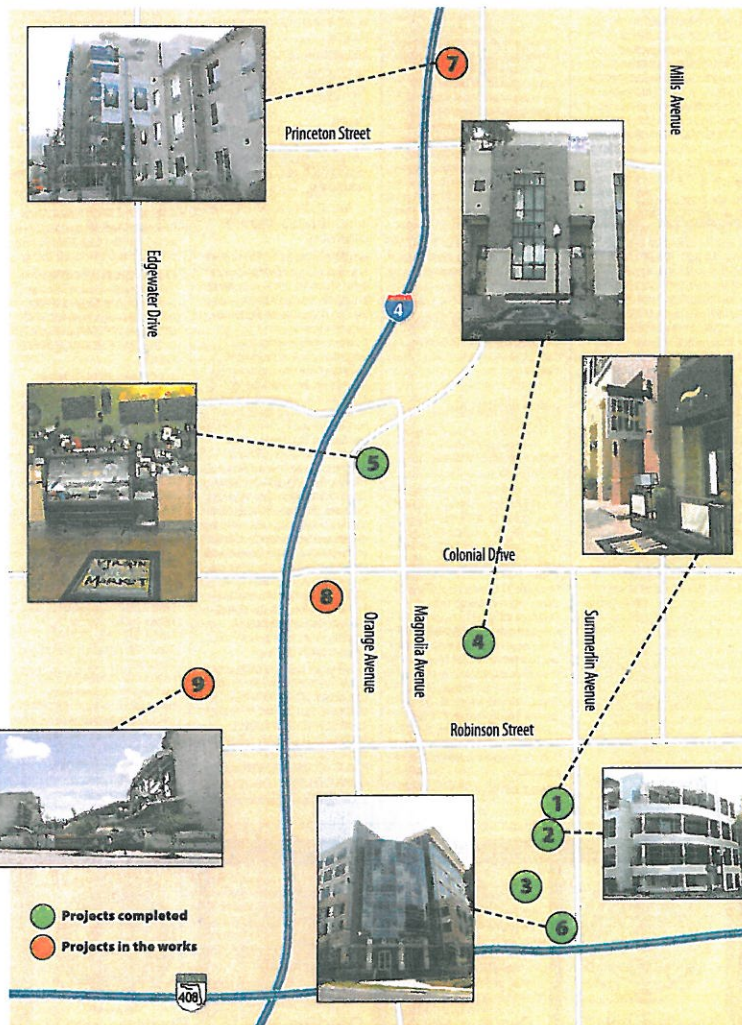 7
Mills Avenue
Princeton Street
Edgewater Drive
4
5
MARKET
Colonial Drive
8
Orange Avenue
Magnolia Avenue
4
Summerlin Avenue
9
Robinson Street
1
2
3
6
Projects completed
Projects in the works
408